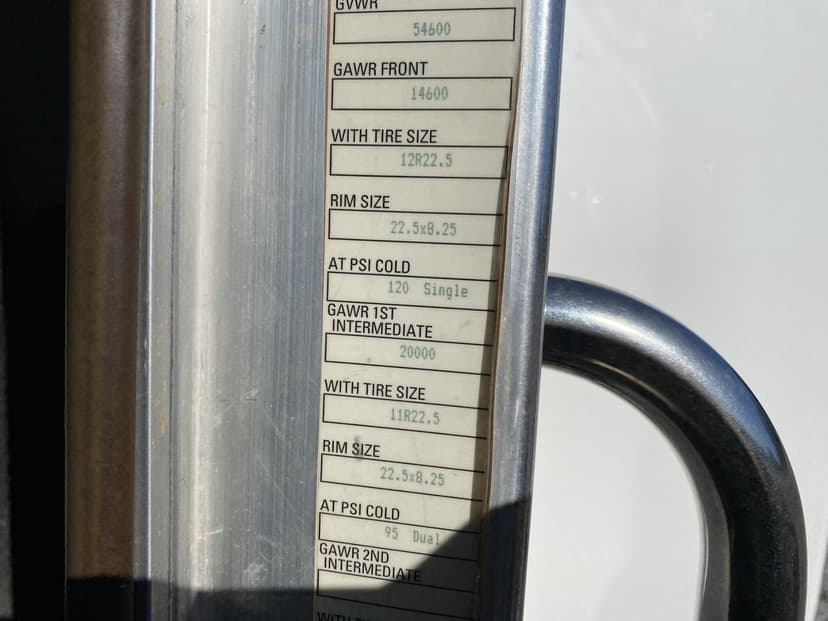 GVWR
54600
GAWR FRONT
14600
WITH TIRE SIZE
12R22.5
RIM SIZE
22.5x8.25
AT PSI COLD
120 Single
GAWR 1ST
INTERMEDIATE
20000
WITH TIRE SIZE
11R22.5
RIM SIZE
22.5x8.25
AT PSI COLD
95 Dual
GAWR 2ND
INTERMEDIATE
WITH